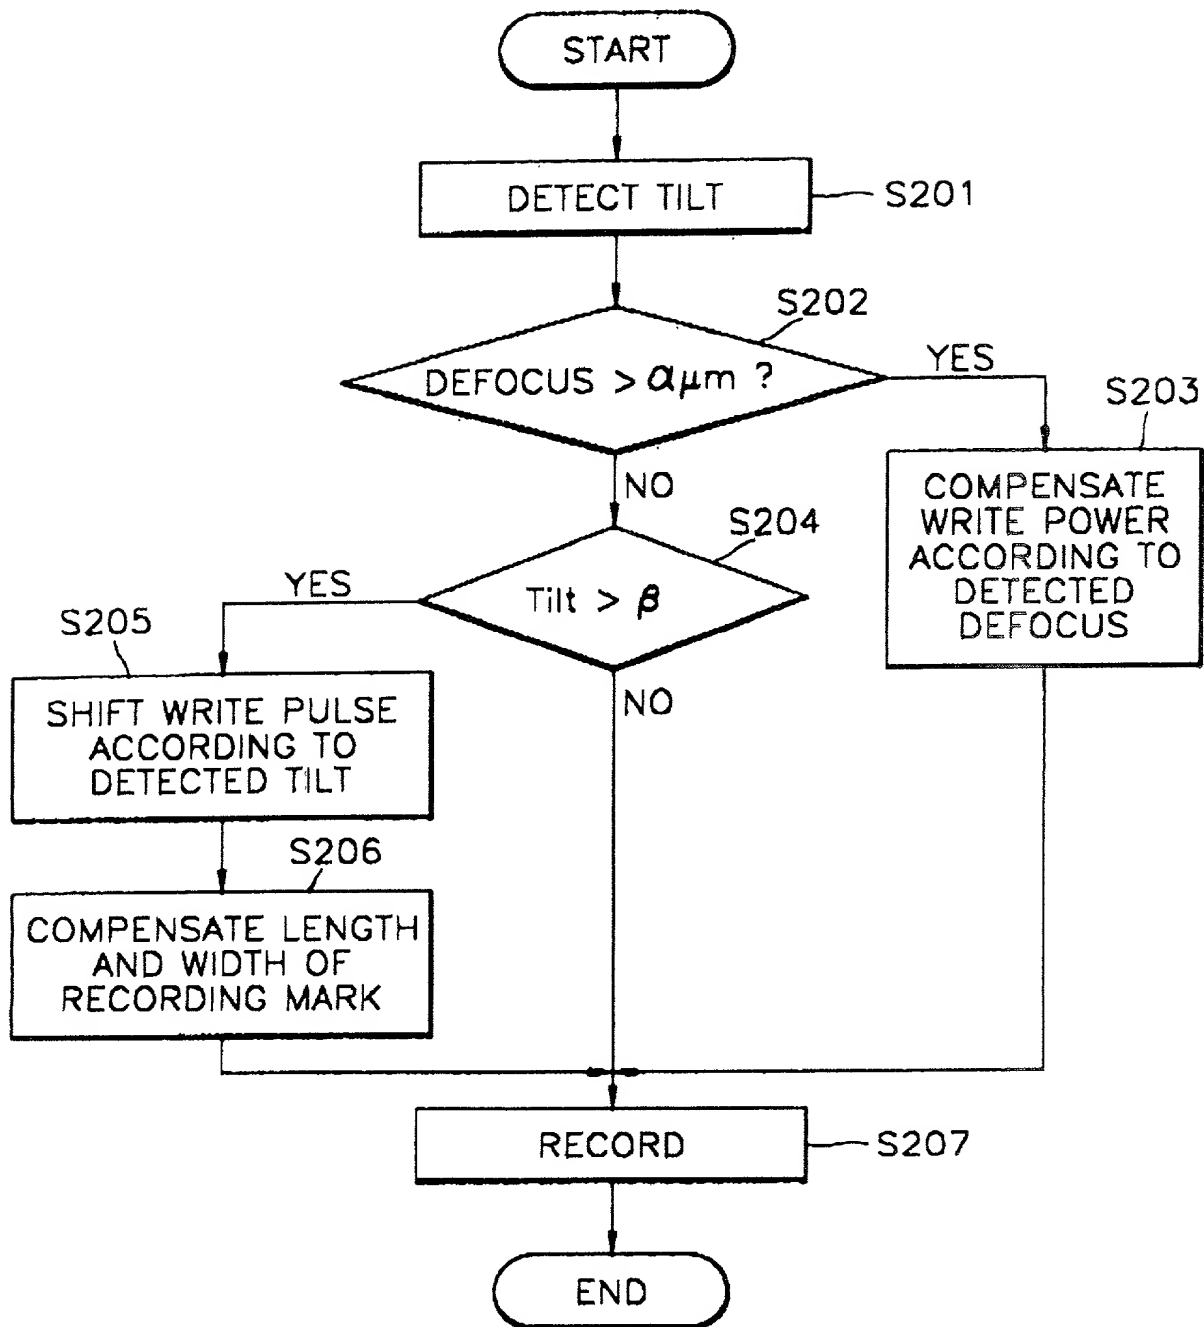 START
DETECT TILT
S201
S202
DEFOCUS > αμm ?
YES
S203
COMPENSATE
WRITE POWER
ACCORDING TO
DETECTED
DEFOCUS
NO
S204
Tilt > β
YES
S205
NO
SHIFT WRITE PULSE
ACCORDING TO
DETECTED TILT
S206
COMPENSATE LENGTH
AND WIDTH OF
RECORDING MARK
RECORD
S207
END